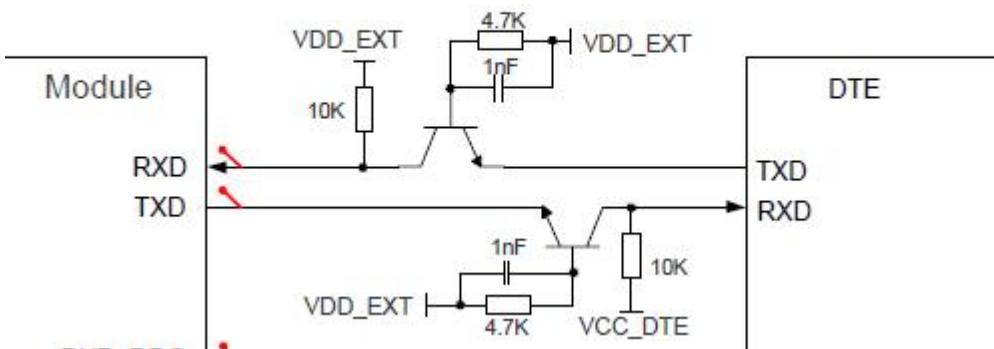 4.7K
VDD_EXT
VDD_EXT
1nF
Module
DTE
10K
RXD
TXD
TXD
RXD
1nF
10K
VDD_EXT
4.7K
VCC_DTE